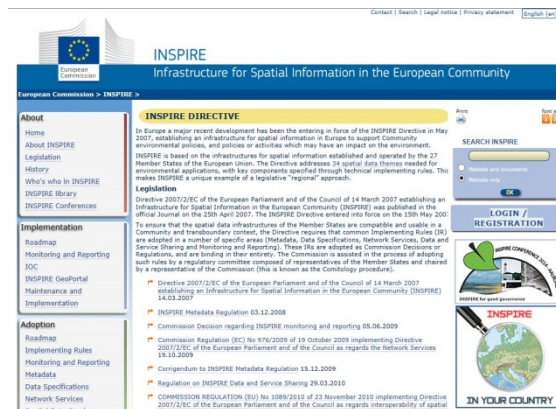 Contact | Search | Legal notice | Privacy statement
English (en)
European
Commission
INSPIRE
Infrastructure for Spatial Information in the European Community
European Commission > INSPIRE >
About
Home
About INSPIRE
Legislation
History
Who's who in INSPIRE
INSPIRE library
INSPIRE Conferences
Implementation
Roadmap
Monitoring and Reporting
IOC
INSPIRE GeoPortal
Maintenance and
Implementation
Adoption
Roadmap
Implementing Rules
Monitoring and Reporting
Metadata
Data Specifications
Network Services
INSPIRE DIRECTIVE
In Europe a major recent development has been the entering in force of the INSPIRE Directive in May
2007, establishing an infrastructure for spatial information in Europe to support Community
environmental policies, and policies or activities which may have an impact on the environment.
INSPIRE is based on the infrastructures for spatial information established and operated by the 27
Member States of the European Union. The Directive addresses 34 spatial data themes needed for
environmental applications, with key components specified through technical implementing rules. This
makes INSPIRE a unique example of a legislative "regional" approach.
Legislation
Directive 2007/2/EC of the European Parliament and of the Council of 14 March 2007 establishing an
Infrastructure for Spatial Information in the European Community (INSPIRE) was published in the
official Journal on the 25th April 2007. The INSPIRE Directive entered into force on the 15th May 2007
To ensure that the spatial data infrastructures of the Member States are compatible and usable in a
Community and transboundary context, the Directive requires that common Implementing Rules (IR)
are adopted in a number of specific areas (Metadata, Data Specifications, Network Services, Data and
Service Sharing and Monitoring and Reporting). These IRs are adopted as Commission Decisions or
Regulations, and are binding in their entirety. The Commission is assisted in the process of adopting
such rules by a regulatory committee composed of representatives of the Member States and chaired
by a representative of the Commission (this is known as the Comitology procedure).
Directive 2007/2/EC of the European Parliament and of the Council of 14 March 2007
establishing an Infrastructure for Spatial Information in the European Community (INSPIRE)
14.03.2007
INSPIRE Metadata Regulation 03.12.2008
Commission Decision regarding INSPIRE monitoring and reporting 05.06.2009
Commission Regulation (EC) No 976/2009 of 19 October 2009 implementing Directive
2007/2/EC of the European Parliament and of the Council as regards the Network Services
19.10.2009
Corrigendum to INSPIRE Metadata Regulation 15.12.2009
Regulation on INSPIRE Data and Service Sharing 29.03.2010
COMMISSION REGULATION (EU) No 1089/2010 of 23 November 2010 implementing Directive
2007/2/EC of the European Parliament and of the Council as regards interoperability of spatial
Print
font
SEARCH INSPIRE
Website and documents
Website only
OK
LOGIN /
REGISTRATION
INSPIRE CONFERENCE 2014
INSPIRE for good governance
INSPIRE
IN YOUR COUNTRY